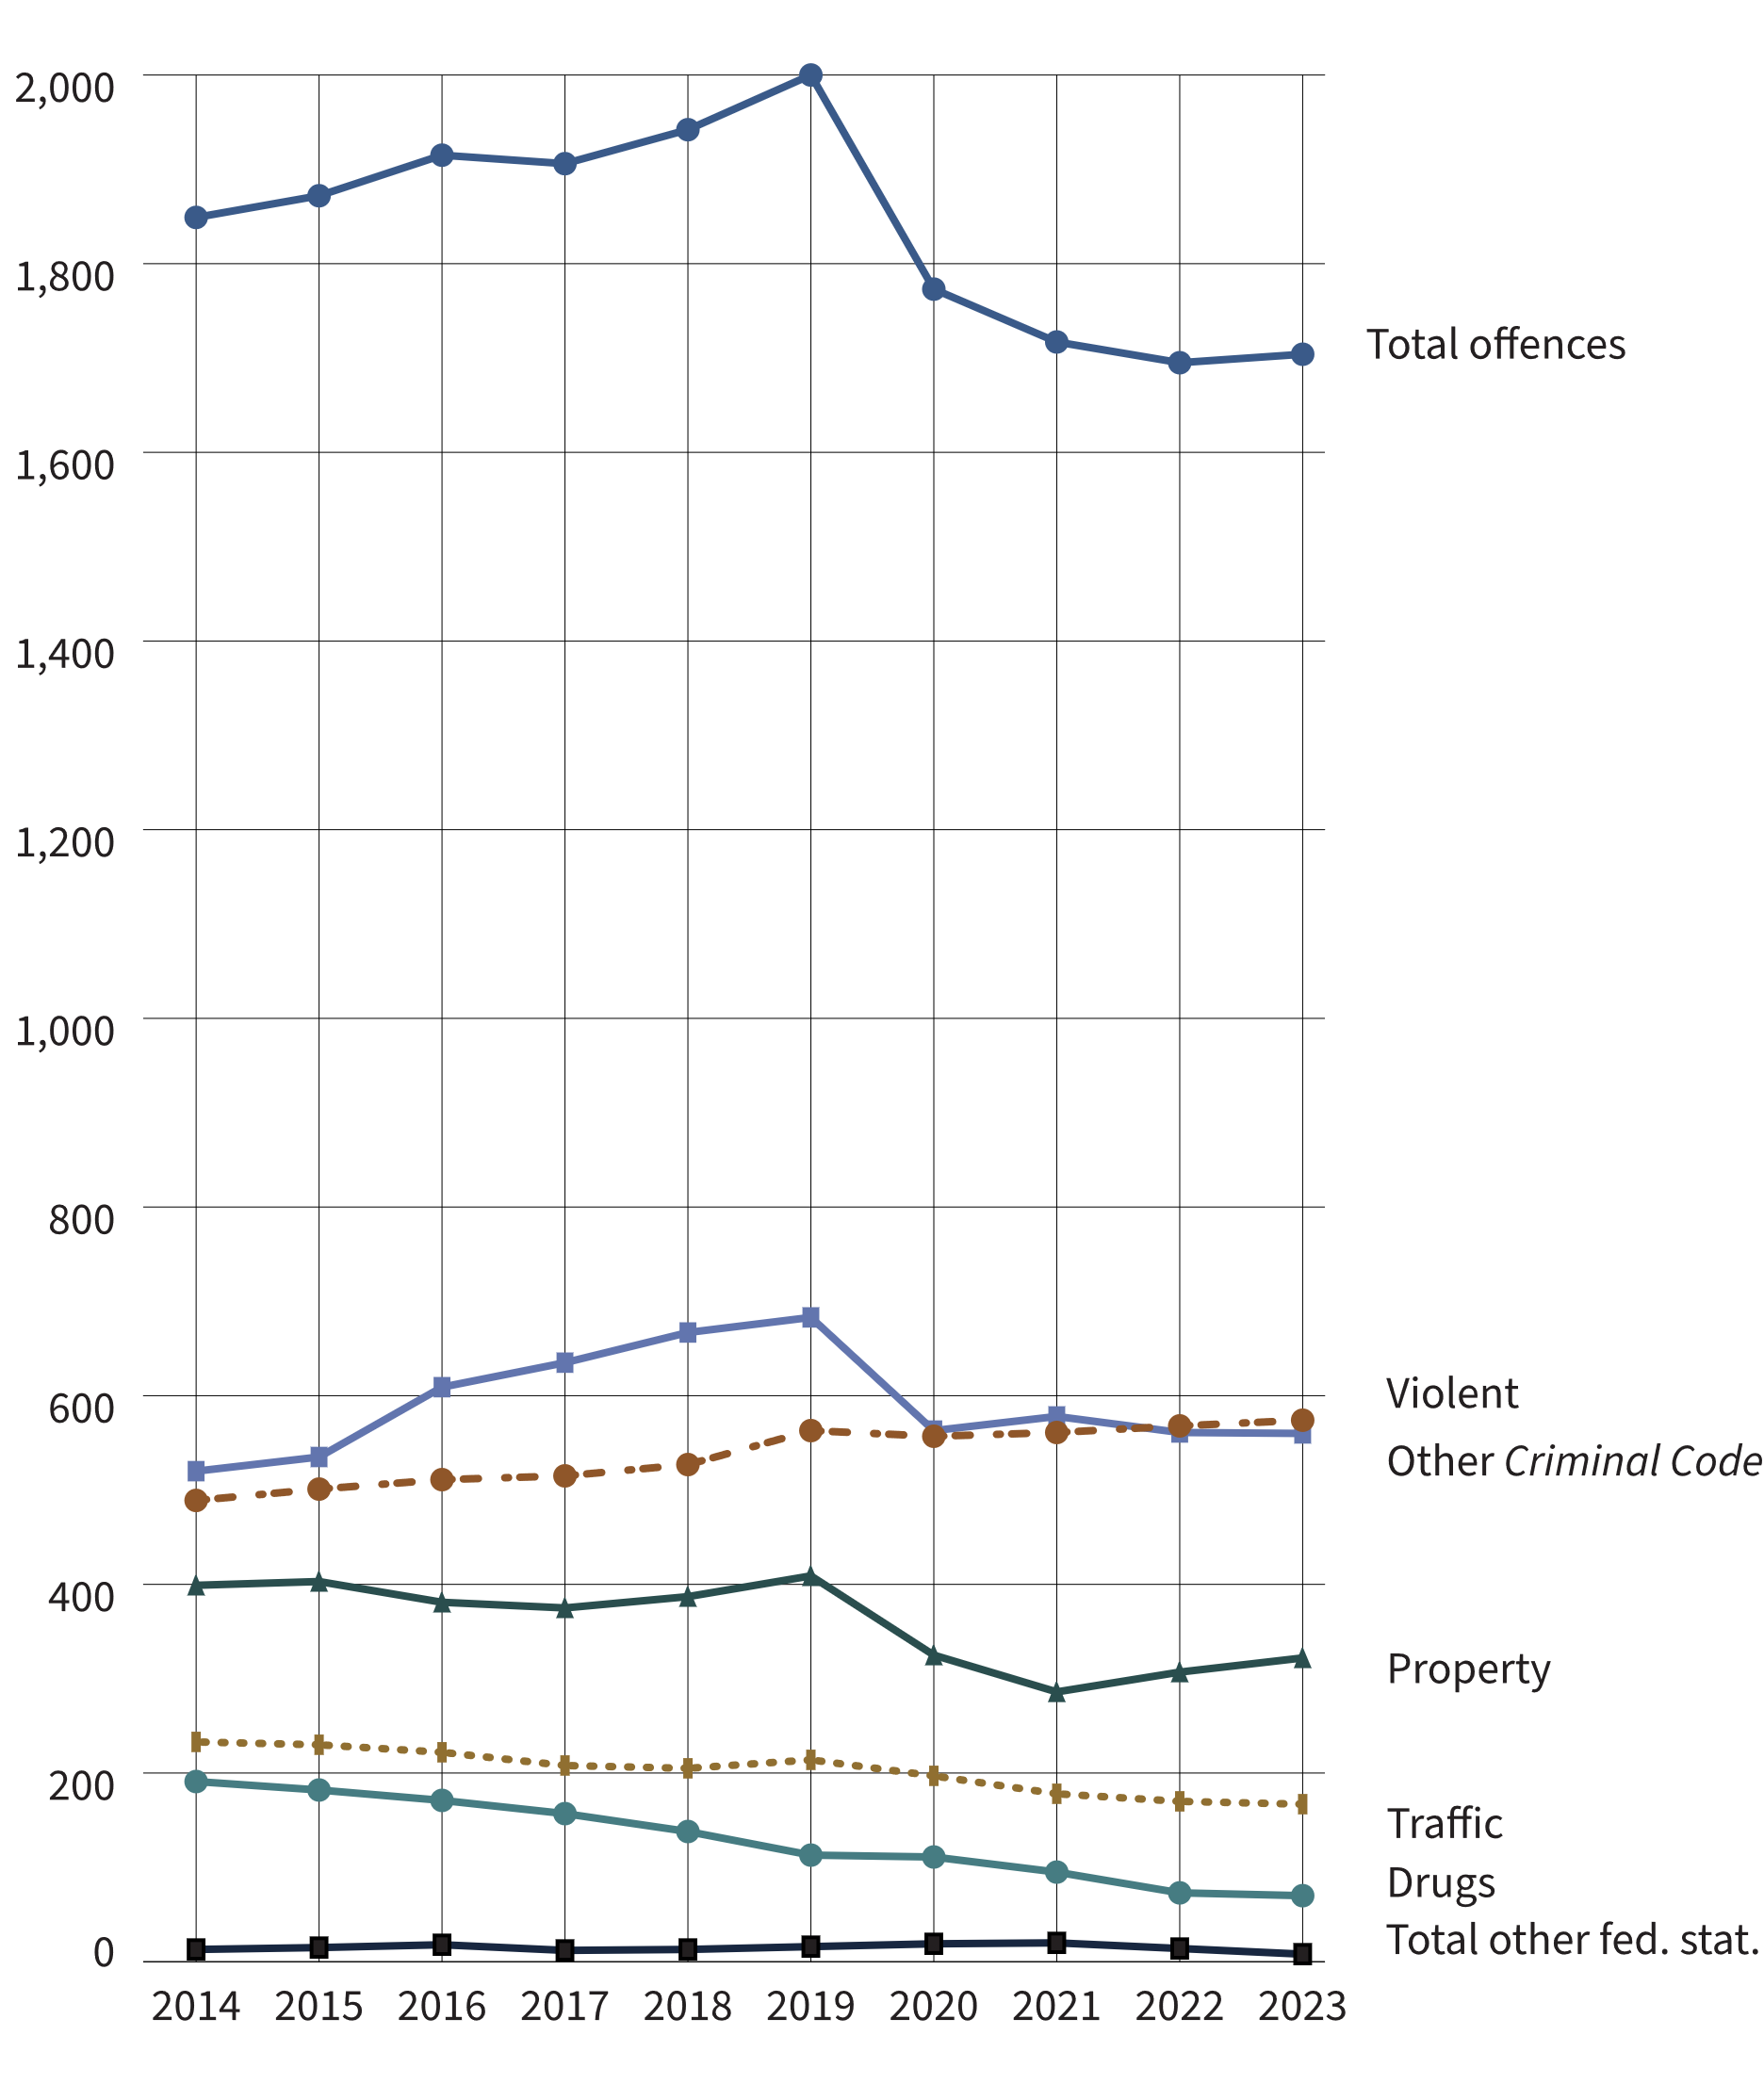 2,000
1,800
Total offences
1,600
1,400
1,200
1,000
800
600
Violent
Other Criminal Code
400
Property
200
Traffic
Drugs
Total other fed. stat.
0
2014 2015 2016 2017 2018 2019 2020 2021 2022 2023